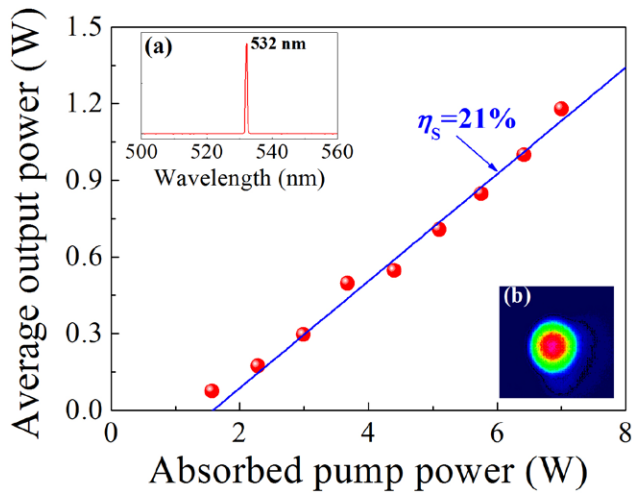 1.5
1.2
0.9
0.6
0.3
0.0
Average output power (W)
(a)
532 nm
500 520 540 560
Wavelength (nm)
ηs=21%
(b)
0 2 4 6 8
Absorbed pump power (W)